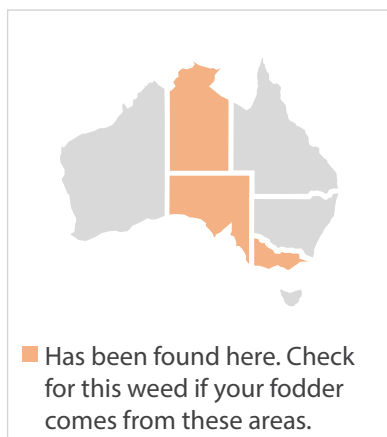 Has been found here. Check
for this weed if your fodder
comes from these areas.